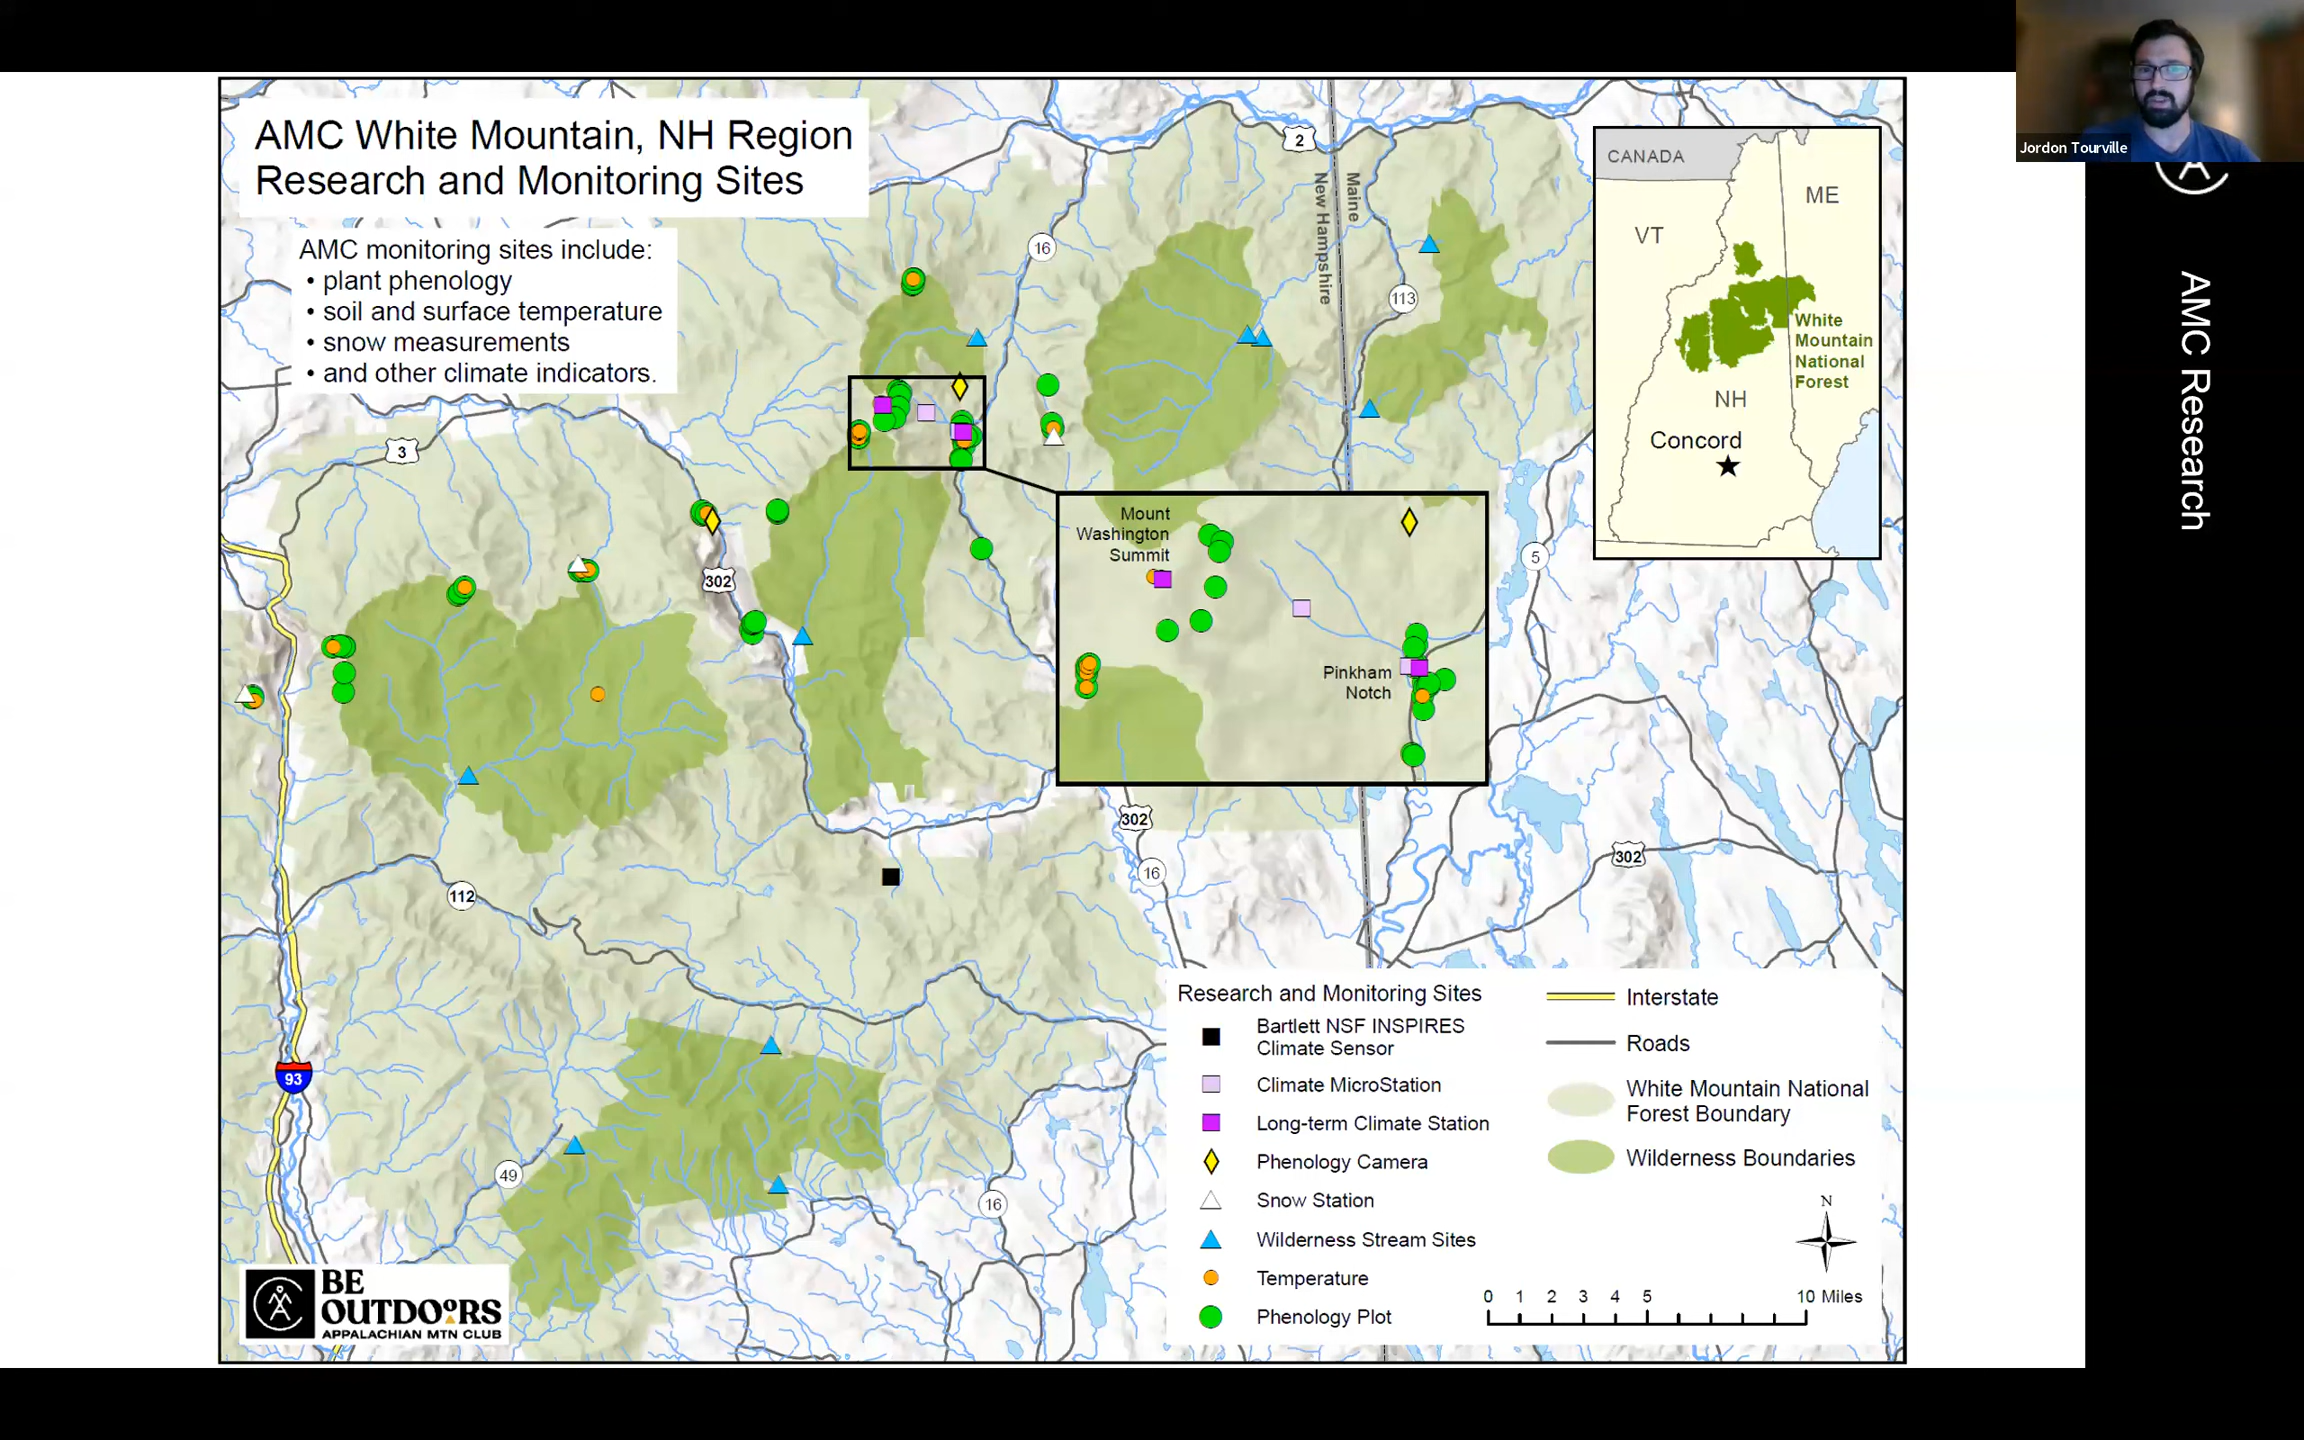 AMC White Mountain, NH Region
Research and Monitoring Sites
AMC monitoring sites include:
• plant phenology
• soil and surface temperature
• snow measurements
• and other climate indicators.
Jordon Tourville
AMC Research
CANADA
ME
VT
White
Mountain
National
Forest
NH
Concord
2
Maine
New Hampshire
16
113
3
302
5
Mount
Washington
Summit
Pinkham
Notch
302
302
16
112
93
49
16
Research and Monitoring Sites
Bartlett NSF INSPIRES
Climate Sensor
Climate MicroStation
Long-term Climate Station
Phenology Camera
Snow Station
Wilderness Stream Sites
Temperature
Phenology Plot
Interstate
Roads
White Mountain National
Forest Boundary
Wilderness Boundaries
N
0 1 2 3 4 5 10 Miles
BE
OUTDOORS
APPALACHIAN MTN CLUB